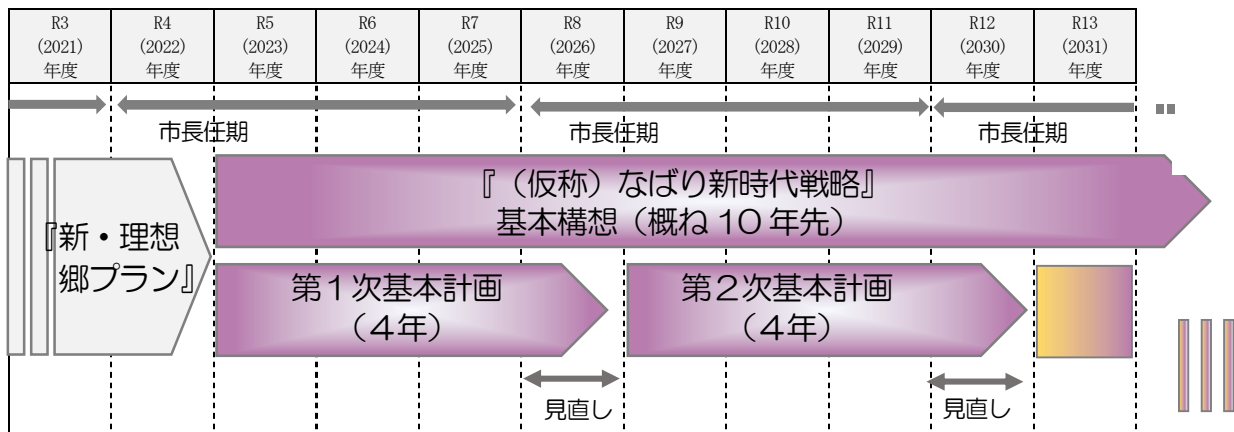 R3 R4 R5 R6 R7 R8 R9 R10 R11 R12 R13
(2021) (2022) (2023) (2024) (2025) (2026) (2027) (2028) (2029) (2030) (2031)
年度 年度 年度 年度 年度 年度 年度 年度 年度 年度 年度
市長任期 市長任期 市長任期
『(仮称)なばり新時代戦略』
基本構想(概ね10年先)
『新・理想
郷プラン』
第1次基本計画
(4年)
第2次基本計画
(4年)
見直し 見直し